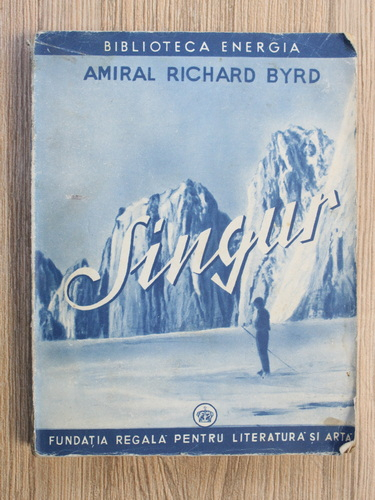 BIBLIOTECA ENERGIA
AMIRAL RICHARD BYRD
Singur
FUNDAȚIA REGALĂ PENTRU LITERATURĂ ȘI ARTĂ